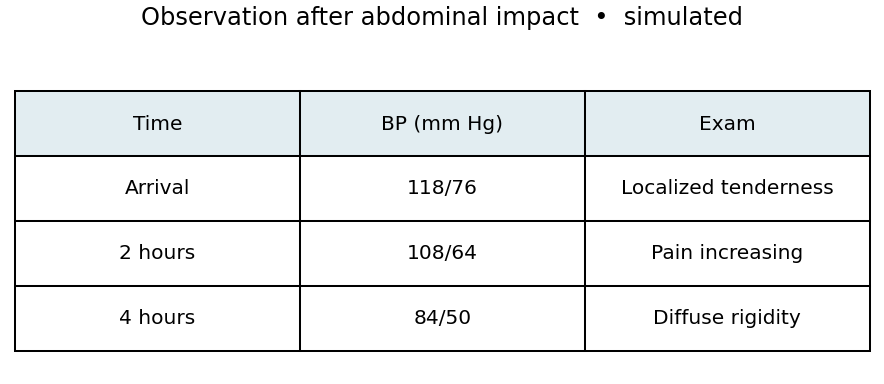 Observation after abdominal impact • simulated
Time BP (mm Hg) Exam
Arrival 118/76 Localized tenderness
2 hours 108/64 Pain increasing
4 hours 84/50 Diffuse rigidity